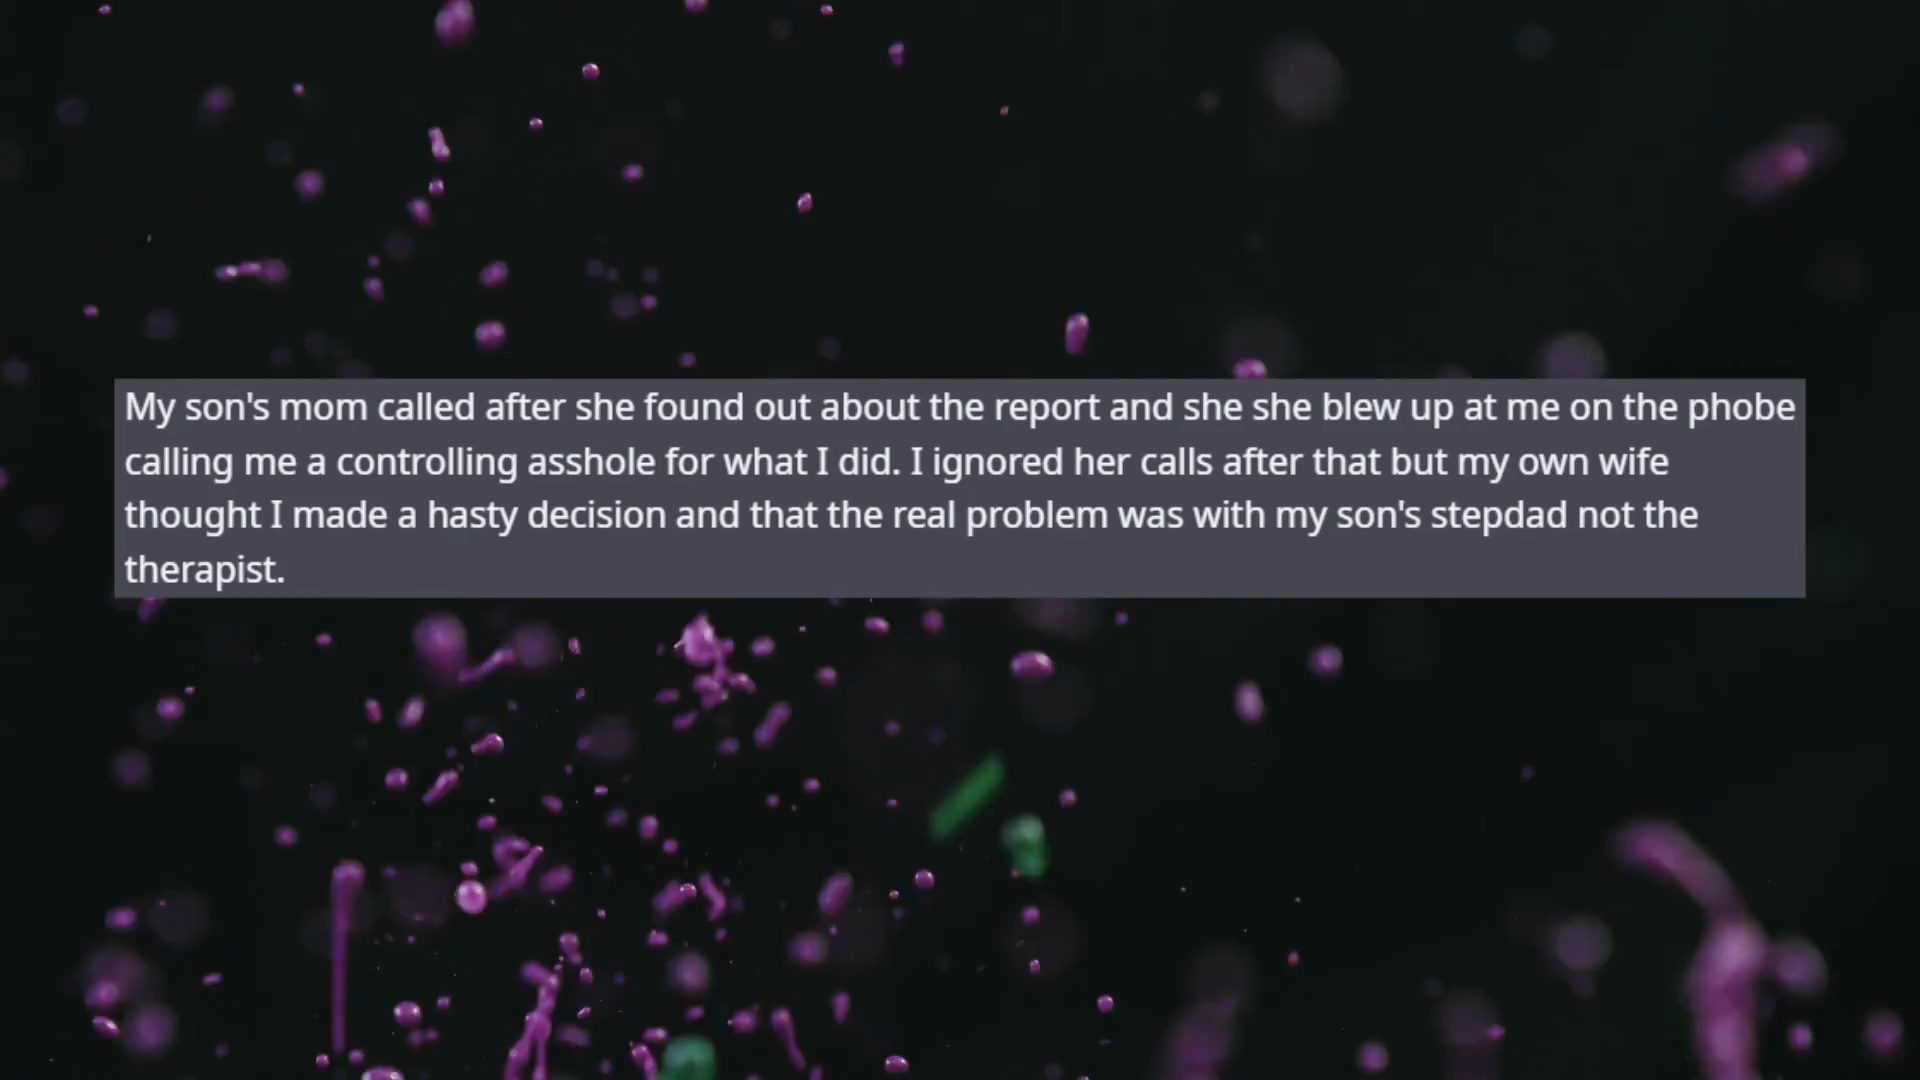 My son's mom called after she found out about the report and she she blew up at me on the phobe
calling me a controlling asshole for what I did. I ignored her calls after that but my own wife
thought I made a hasty decision and that the real problem was with my son's stepdad not the
therapist.